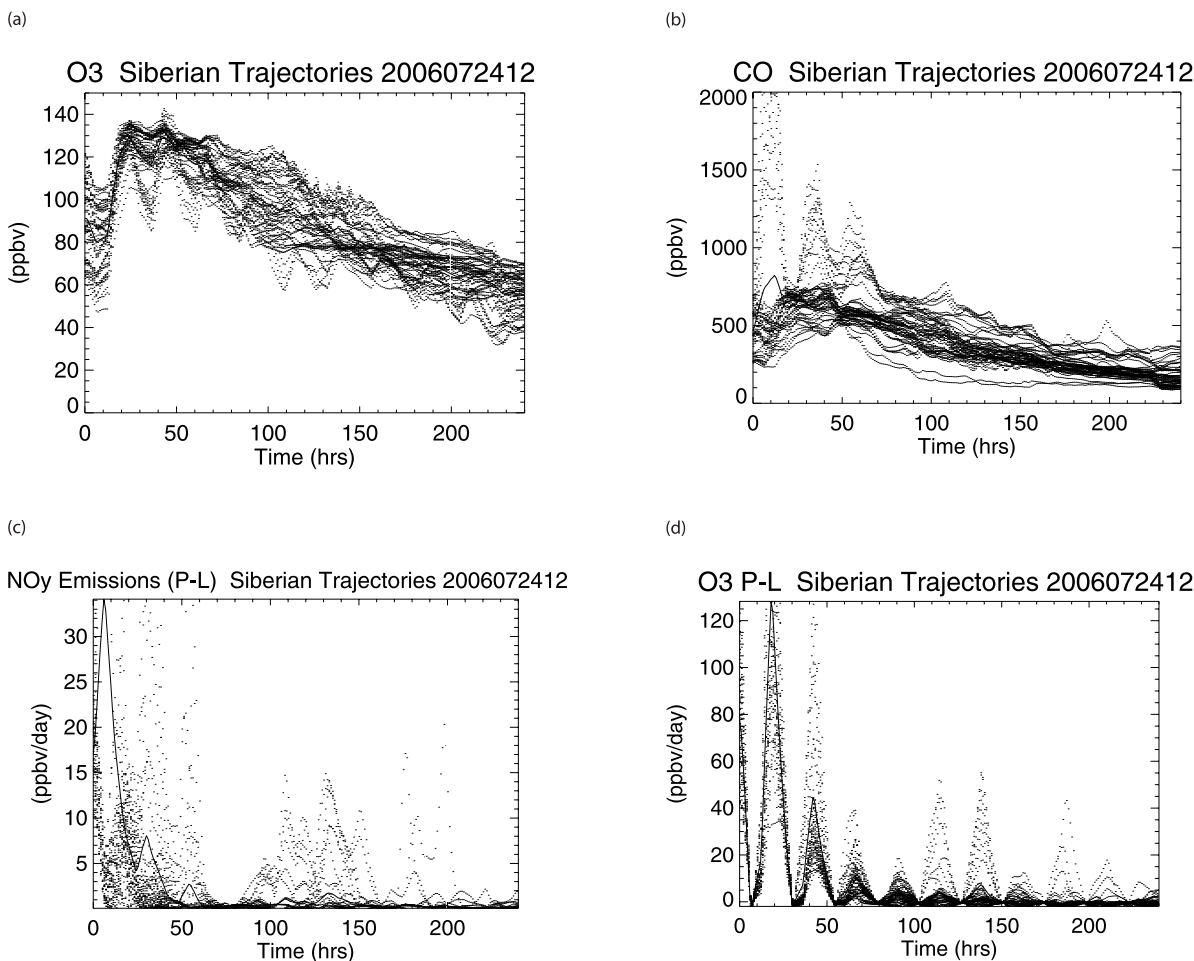 (a)
O3 Siberian Trajectories 2006072412
140
120
100
80
60
40
20
0
(ppbv)
0 50 100 150 200
Time (hrs)
(b)
CO Siberian Trajectories 2006072412
2000
1500
1000
500
0
(ppbv)
0 50 100 150 200
Time (hrs)
(c)
NOy Emissions (P-L) Siberian Trajectories 2006072412
30
25
20
15
10
5
(ppbv/day)
0 50 100 150 200
Time (hrs)
(d)
O3 P-L Siberian Trajectories 2006072412
120
100
80
60
40
20
0
(ppbv/day)
0 50 100 150 200
Time (hrs)